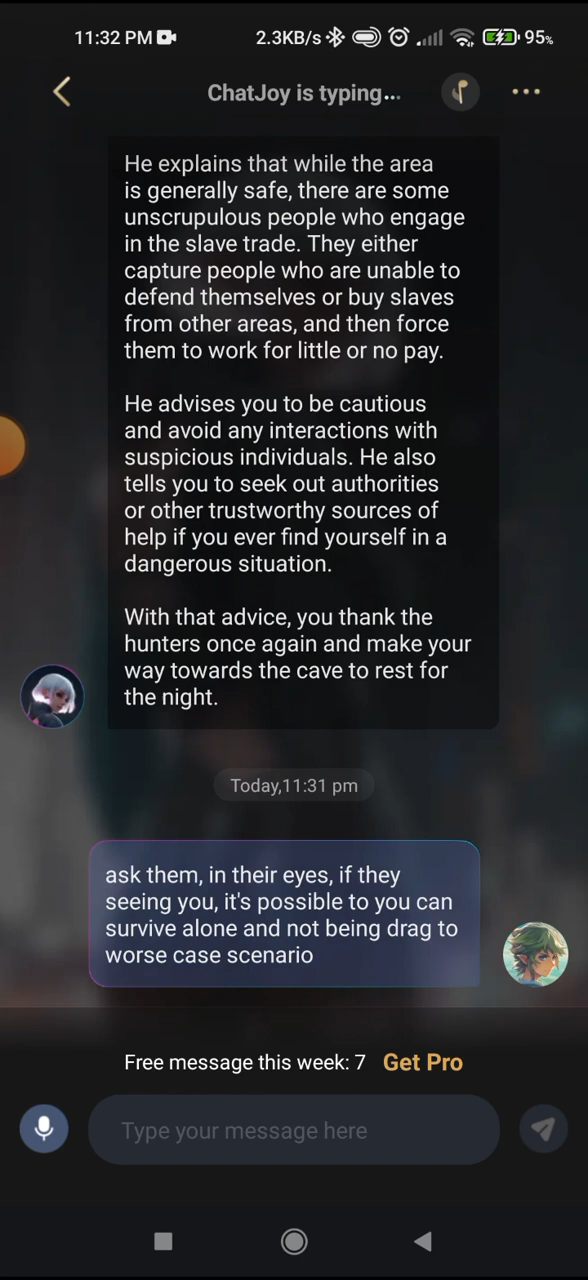 11:32 PM
2.3KB/s
95%
ChatJoy is typing...
He explains that while the area
is generally safe, there are some
unscrupulous people who engage
in the slave trade. They either
capture people who are unable to
defend themselves or buy slaves
from other areas, and then force
them to work for little or no pay.
He advises you to be cautious
and avoid any interactions with
suspicious individuals. He also
tells you to seek out authorities
or other trustworthy sources of
help if you ever find yourself in a
dangerous situation.
With that advice, you thank the
hunters once again and make your
way towards the cave to rest for
the night.
Today,11:31 pm
ask them, in their eyes, if they
seeing you, it's possible to you can
survive alone and not being drag to
worse case scenario
Free message this week: 7 Get Pro
Type your message here